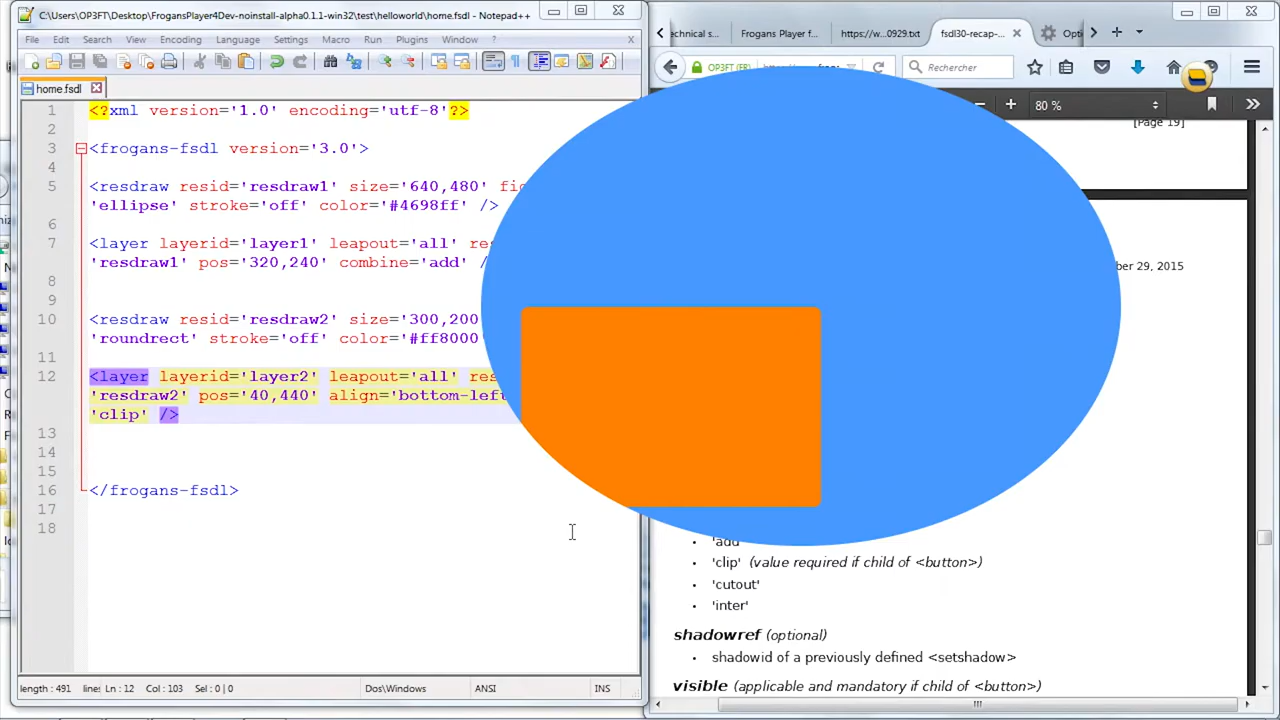 C:\Users\OP3FT\Desktop\FrogansPlayer4Dev-noinstall-alpha0.1.1-win32\test\helloworld\home.fsdl - Notepad++
File Edit Search View Encoding Language Settings Macro Run Plugins Window ? X
home.fsdl
1 <?xml version='1.0' encoding='utf-8'?>
2
3 <frogans-fsdl version='3.0'>
4
5 <resdraw resid='resdraw1' size='640,480'
'ellipse' stroke='off' color='#4698ff' />
6
7 <layer layerid='layer1' leapout='all'
'resdraw1' pos='320,240' combine='add'
8
9
10 <resdraw resid='resdraw2' size='300,200
'roundrect' stroke='off' color='#ff8000
11
12 <layer layerid='layer2' leapout='all'
'resdraw2' pos='40,440' align='bottom-left
'clip' />
13
14
15
16 </frogans-fsdl>
17
18
length : 491 lines Ln : 12 Col : 103 Sel : 0 | 0 Dos\Windows ANSI INS
echnical s... Frogans Player f... https://w...0929.txt fsdl30-recap-... Opti
OP3FT (FR) Rechercher
80 %
[Page 19]
ber 29, 2015
• 'add'
• 'clip' (value required if child of <button>)
• 'cutout'
• 'inter'
shadowref (optional)
• shadowid of a previously defined <setshadow>
visible (applicable and mandatory if child of <button>)